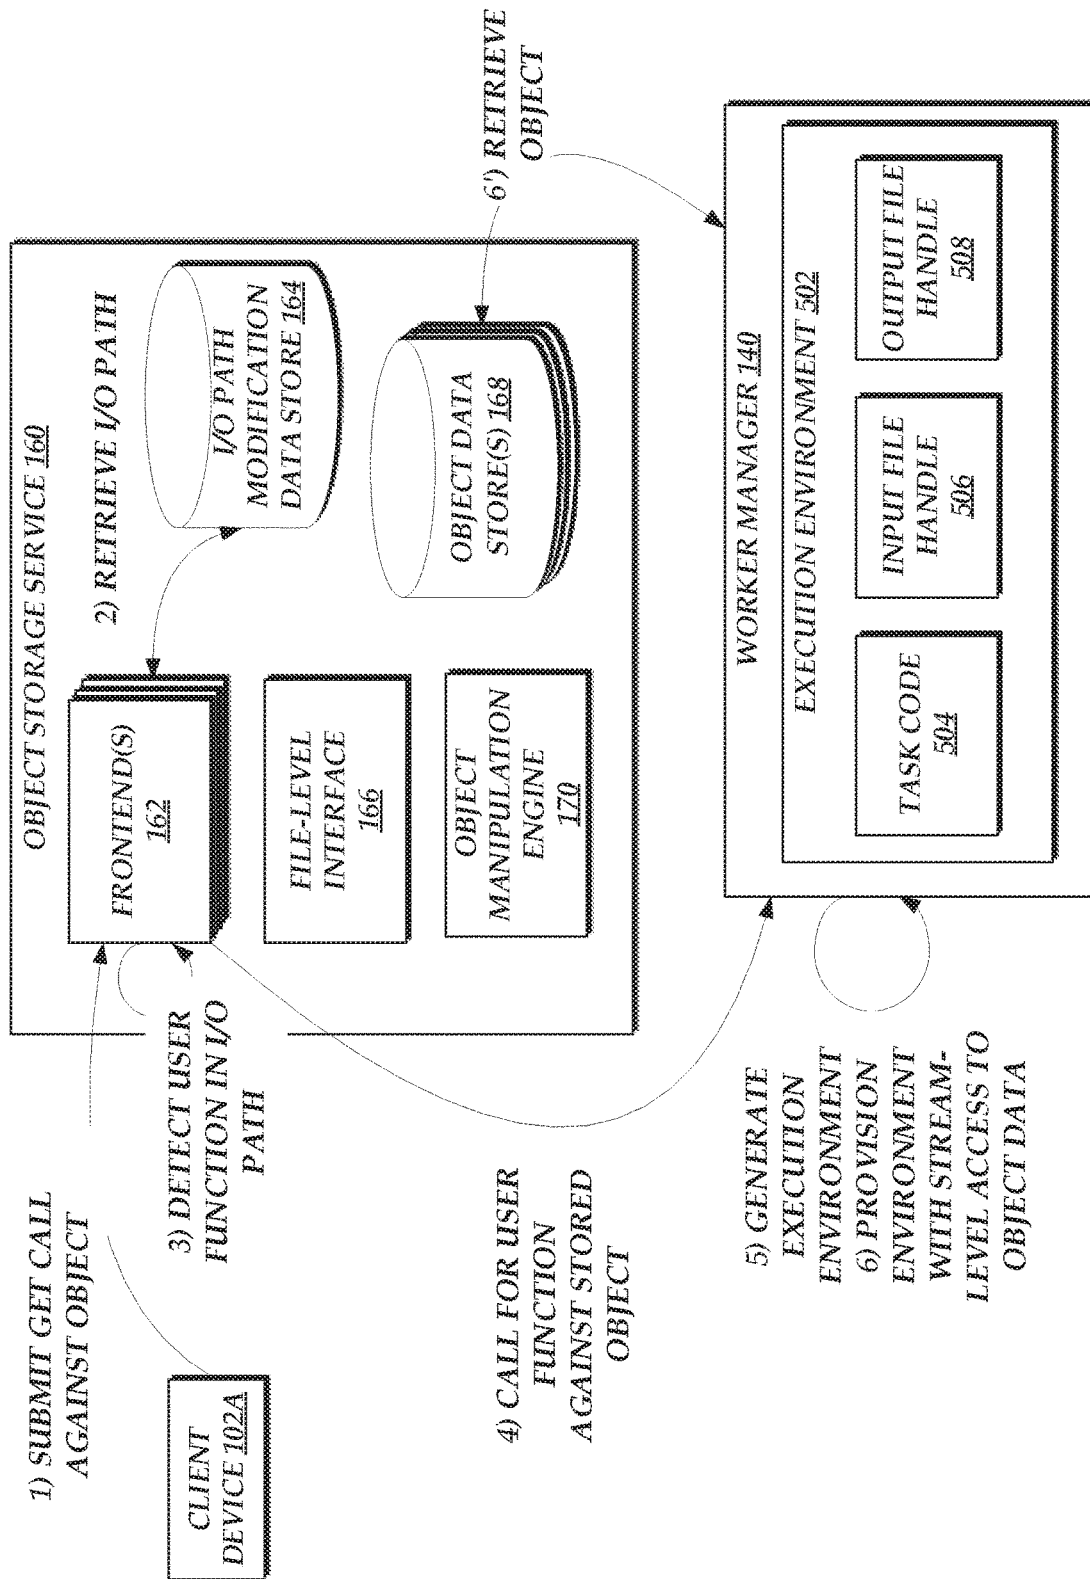 1) SUBMIT GET CALL
AGAINST OBJECT
CLIENT
DEVICE 102A
OBJECT STORAGE SERVICE 160
FRONTEND(S)
162
2) RETRIEVE I/O PATH
I/O PATH
MODIFICATION
DATA STORE 164
3) DETECT USER
FUNCTION IN I/O
PATH
FILE-LEVEL
INTERFACE
166
OBJECT DATA
STORE(S) 168
OBJECT
MANIPULATION
ENGINE
170
6') RETRIEVE
OBJECT
4) CALL FOR USER
FUNCTION
AGAINST STORED
OBJECT
5) GENERATE
EXECUTION
ENVIRONMENT
6) PROVISION
ENVIRONMENT
WITH STREAM-
LEVEL ACCESS TO
OBJECT DATA
WORKER MANAGER 140
EXECUTION ENVIRONMENT 502
TASK CODE
504
INPUT FILE
HANDLE
506
OUTPUT FILE
HANDLE
508